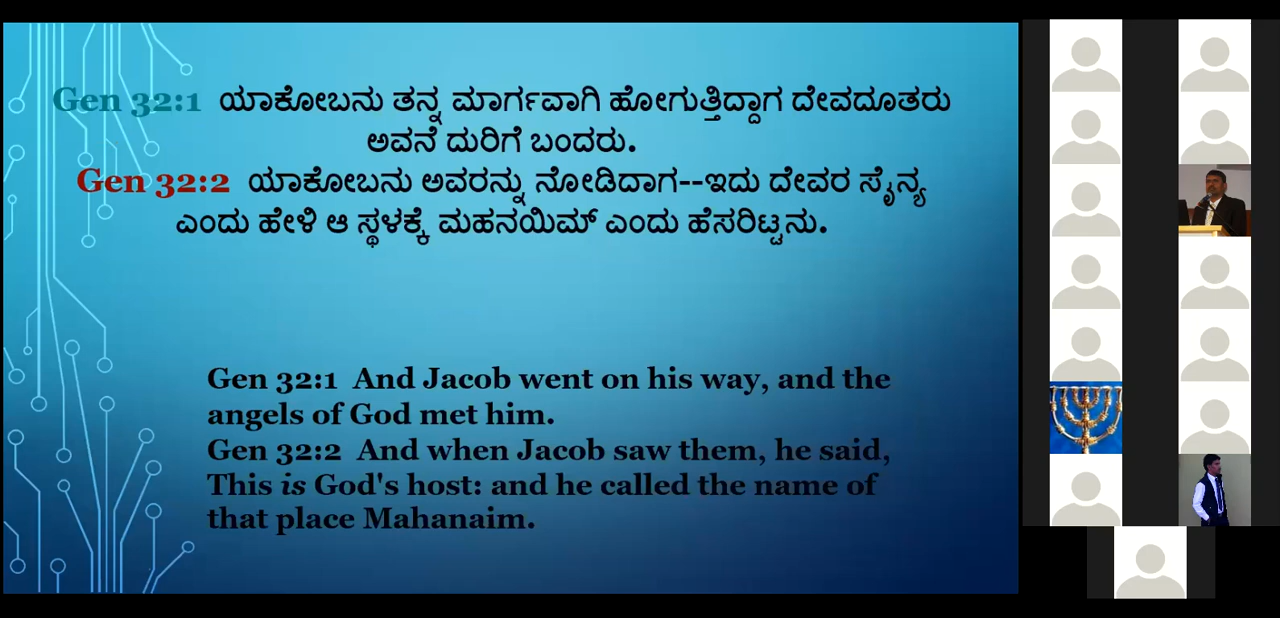 Gen 32:1 ಯಾಕೋಬನು ತನ್ನ ಮಾರ್ಗವಾಗಿ ಹೋಗುತ್ತಿದ್ದಾಗ ದೇವದೂತರು
ಅವನೆ ದುರಿಗೆ ಬಂದರು.
Gen 32:2 ಯಾಕೋಬನು ಅವರನ್ನು ನೋಡಿದಾಗ--ಇದು ದೇವರ ಸೈನ್ಯ
ಎಂದು ಹೇಳಿ ಆ ಸ್ಥಳಕ್ಕೆ ಮಹನಯಿಮ್ ಎಂದು ಹೆಸರಿಟ್ಟನು.
Gen 32:1 And Jacob went on his way, and the
angels of God met him.
Gen 32:2 And when Jacob saw them, he said,
This is God's host: and he called the name of
that place Mahanaim.